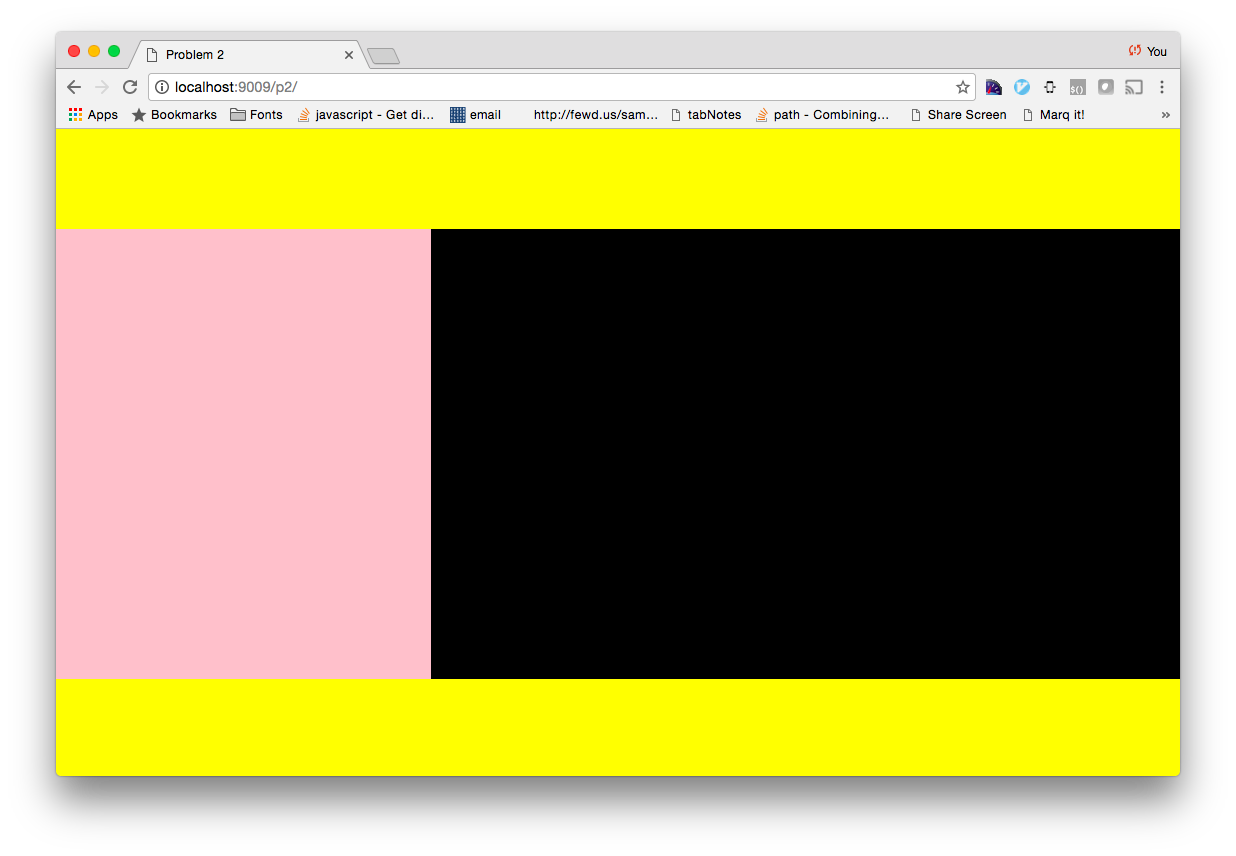 Problem 2
You
localhost:9009/p2/
Apps Bookmarks Fonts javascript - Get di... email http://fewd.us/sam... tabNotes path - Combining... Share Screen Marq it! »